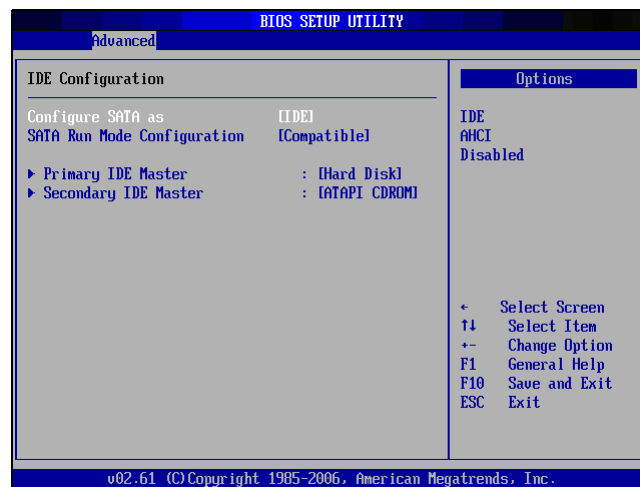 BIOS SETUP UTILITY
Advanced
IDE Configuration
Configure SATA as [IDE]
SATA Run Mode Configuration [Compatible]
Primary IDE Master : [Hard Disk]
Secondary IDE Master : [ATAPI CDROM]
Options
IDE
AHCI
Disabled
← Select Screen
↑↓ Select Item
+- Change Option
F1 General Help
F10 Save and Exit
ESC Exit
v02.61 (C)Copyright 1985-2006, American Megatrends, Inc.